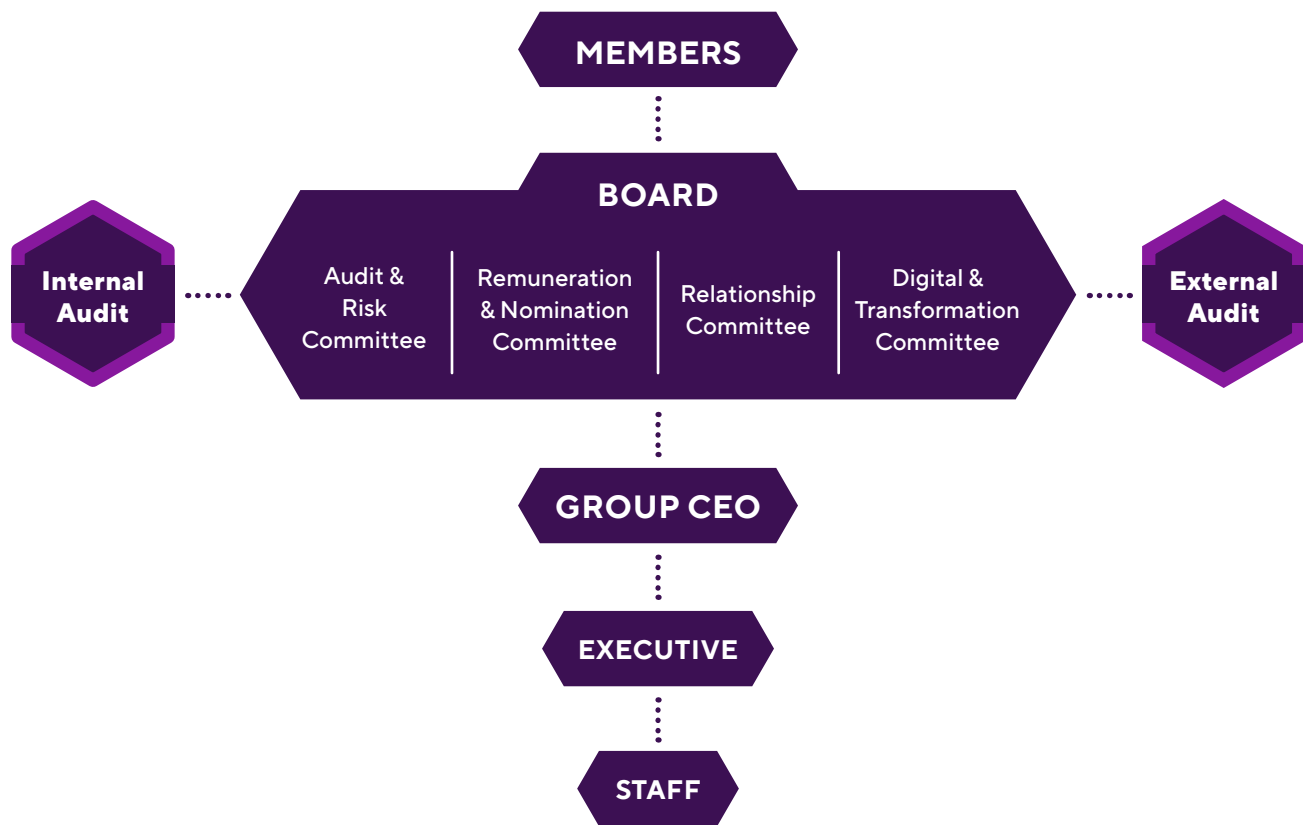 MEMBERS
BOARD
Internal
Audit
Audit &
Risk
Committee
Remuneration
& Nomination
Committee
Relationship
Committee
Digital &
Transformation
Committee
External
Audit
GROUP CEO
EXECUTIVE
STAFF